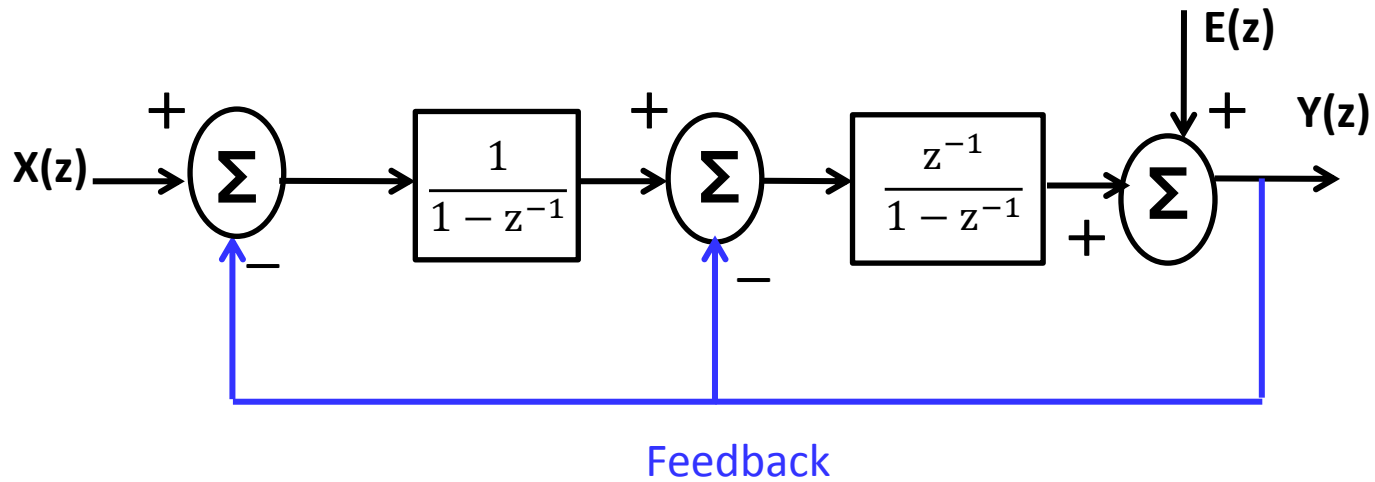 E(z)
+ + + Y(z)
X(z) Σ 1 / 1 − z⁻¹ Σ z⁻¹ / 1 − z⁻¹ Σ
− − +
Feedback